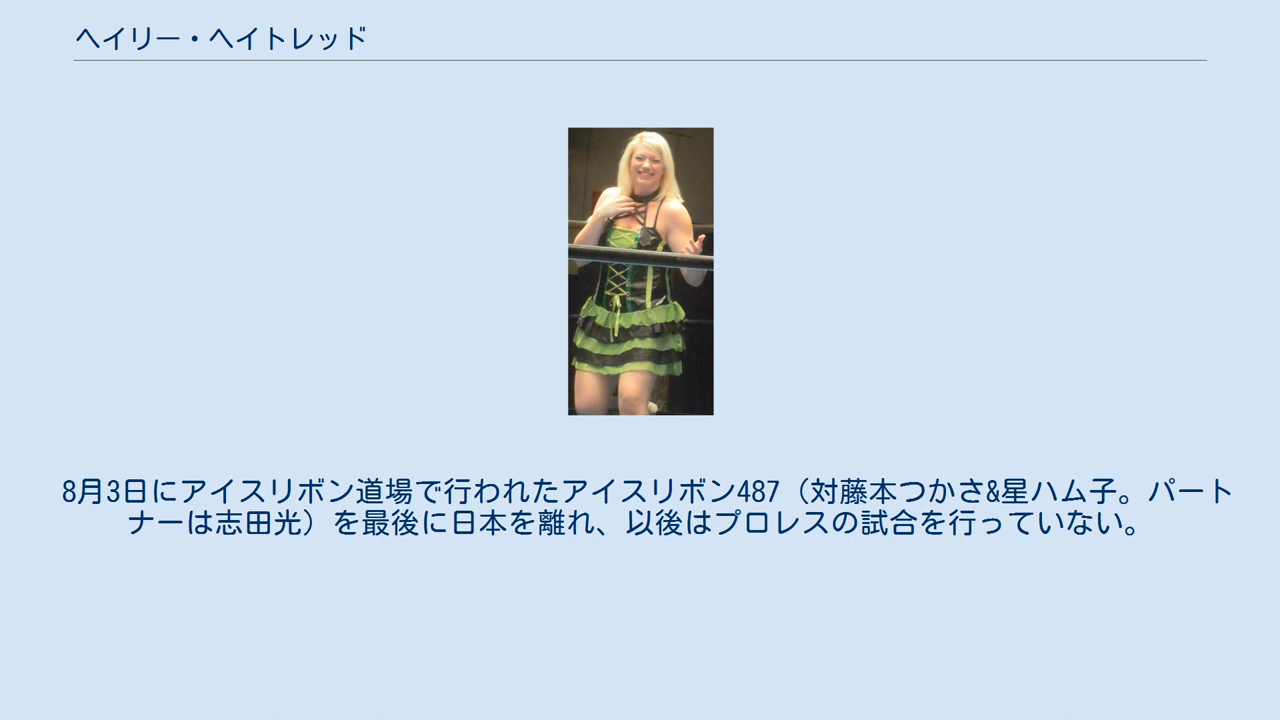 ヘイリー・ヘイトレッド
8月3日にアイスリボン道場で行われたアイスリボン487（対藤本つかさ&星ハム子。パート
ナーは志田光）を最後に日本を離れ、以後はプロレスの試合を行っていない。